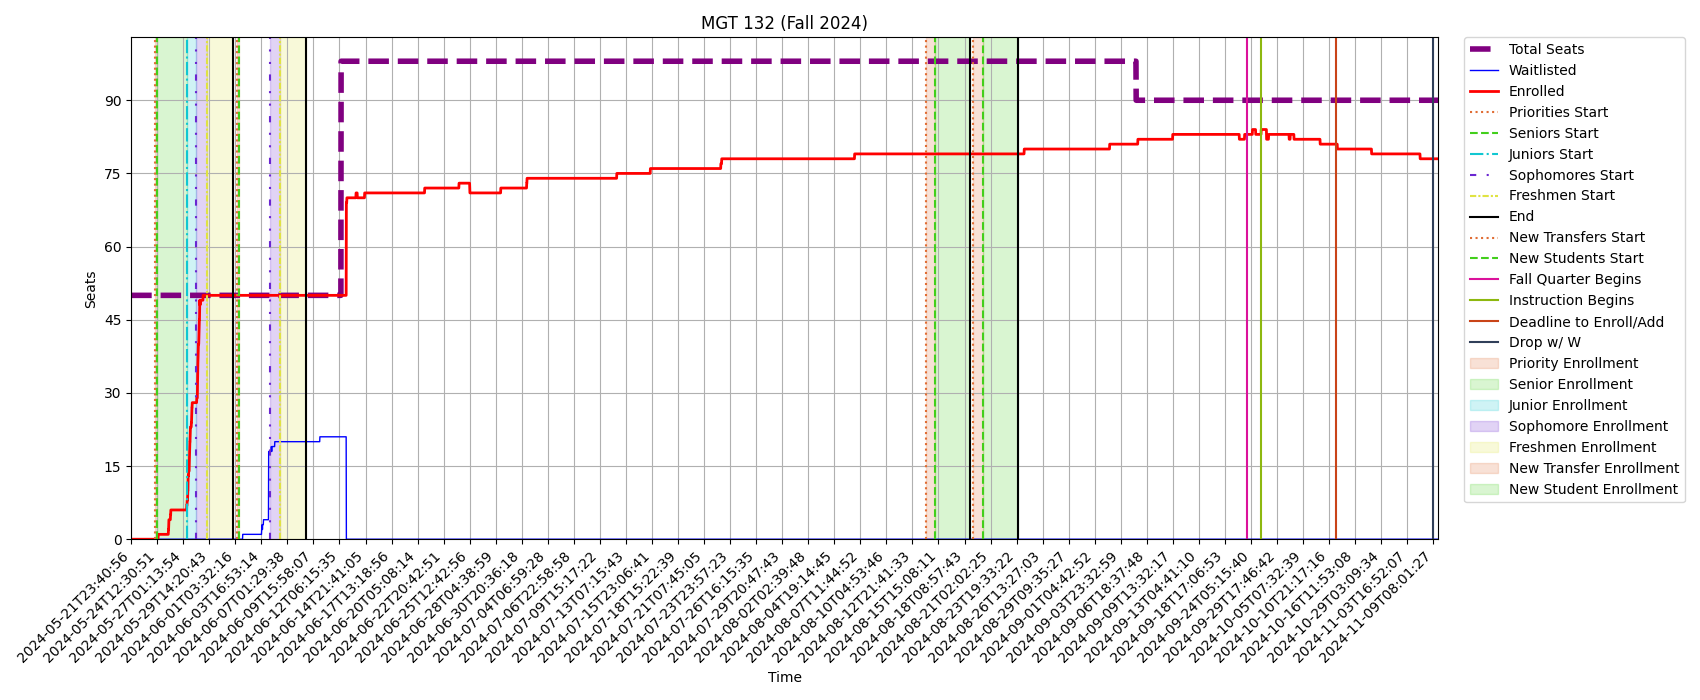 MGT 132 (Fall 2024)
Seats
90
75
60
45
30
15
0
2024-05-21T23:40:56
2024-05-24T12:30:51
2024-05-27T01:13:54
2024-05-29T14:20:43
2024-06-01T03:32:16
2024-06-03T16:53:14
2024-06-07T01:29:38
2024-06-09T15:58:07
2024-06-12T06:15:35
2024-06-14T21:41:05
2024-06-17T13:18:56
2024-06-20T05:08:14
2024-06-22T20:42:51
2024-06-25T12:42:56
2024-06-28T04:38:59
2024-06-30T20:36:18
2024-07-04T06:59:28
2024-07-06T22:58:58
2024-07-09T15:17:22
2024-07-13T07:15:43
2024-07-15T23:06:41
2024-07-18T15:22:39
2024-07-21T07:45:05
2024-07-23T23:57:23
2024-07-26T16:15:35
2024-07-29T08:47:43
2024-08-02T02:39:48
2024-08-04T19:14:45
2024-08-07T11:44:52
2024-08-10T04:53:46
2024-08-12T21:41:33
2024-08-15T15:08:11
2024-08-18T08:57:43
2024-08-21T02:02:25
2024-08-23T19:33:22
2024-08-26T13:27:03
2024-08-29T09:35:27
2024-09-01T04:42:52
2024-09-03T23:32:59
2024-09-06T18:37:48
2024-09-09T13:32:17
2024-09-13T04:41:10
2024-09-18T17:06:53
2024-09-24T05:15:40
2024-09-29T17:46:42
2024-10-05T07:32:39
2024-10-10T21:17:16
2024-10-16T11:53:08
2024-10-29T03:09:34
2024-11-03T16:52:07
2024-11-09T08:01:27
Time
Total Seats
Waitlisted
Enrolled
Priorities Start
Seniors Start
Juniors Start
Sophomores Start
Freshmen Start
End
New Transfers Start
New Students Start
Fall Quarter Begins
Instruction Begins
Deadline to Enroll/Add
Drop w/ W
Priority Enrollment
Senior Enrollment
Junior Enrollment
Sophomore Enrollment
Freshmen Enrollment
New Transfer Enrollment
New Student Enrollment